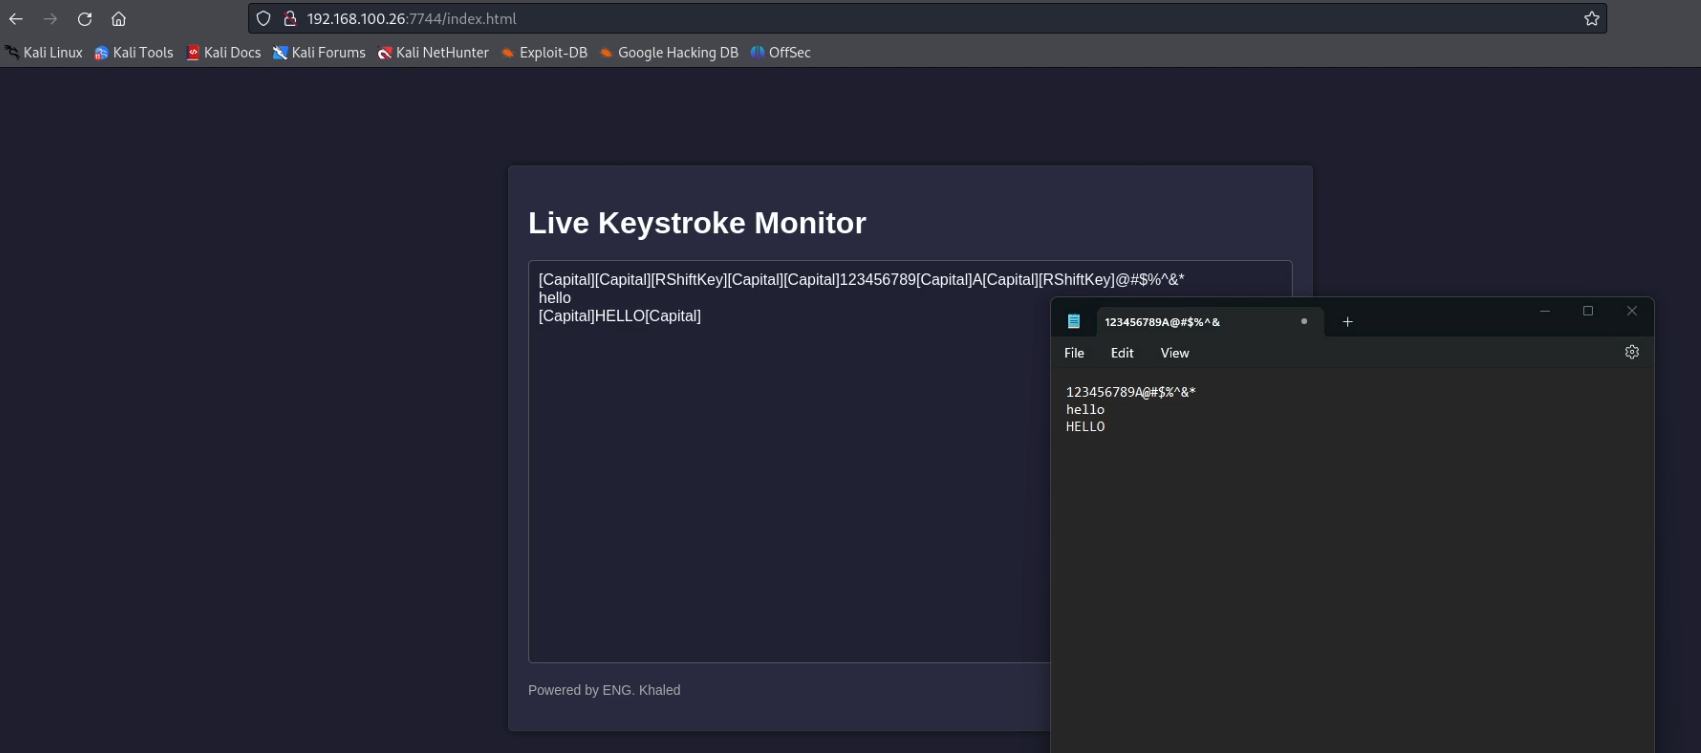 192.168.100.26:7744/index.html
Kali Linux Kali Tools Kali Docs Kali Forums Kali NetHunter Exploit-DB Google Hacking DB OffSec
Live Keystroke Monitor
[Capital][Capital][RShiftKey][Capital][Capital]123456789[Capital]A[Capital][RShiftKey]@#$%^&*
hello
[Capital]HELLO[Capital]
Powered by ENG. Khaled
123456789A@#$%^&
File Edit View
123456789A@#$%^&*
hello
HELLO